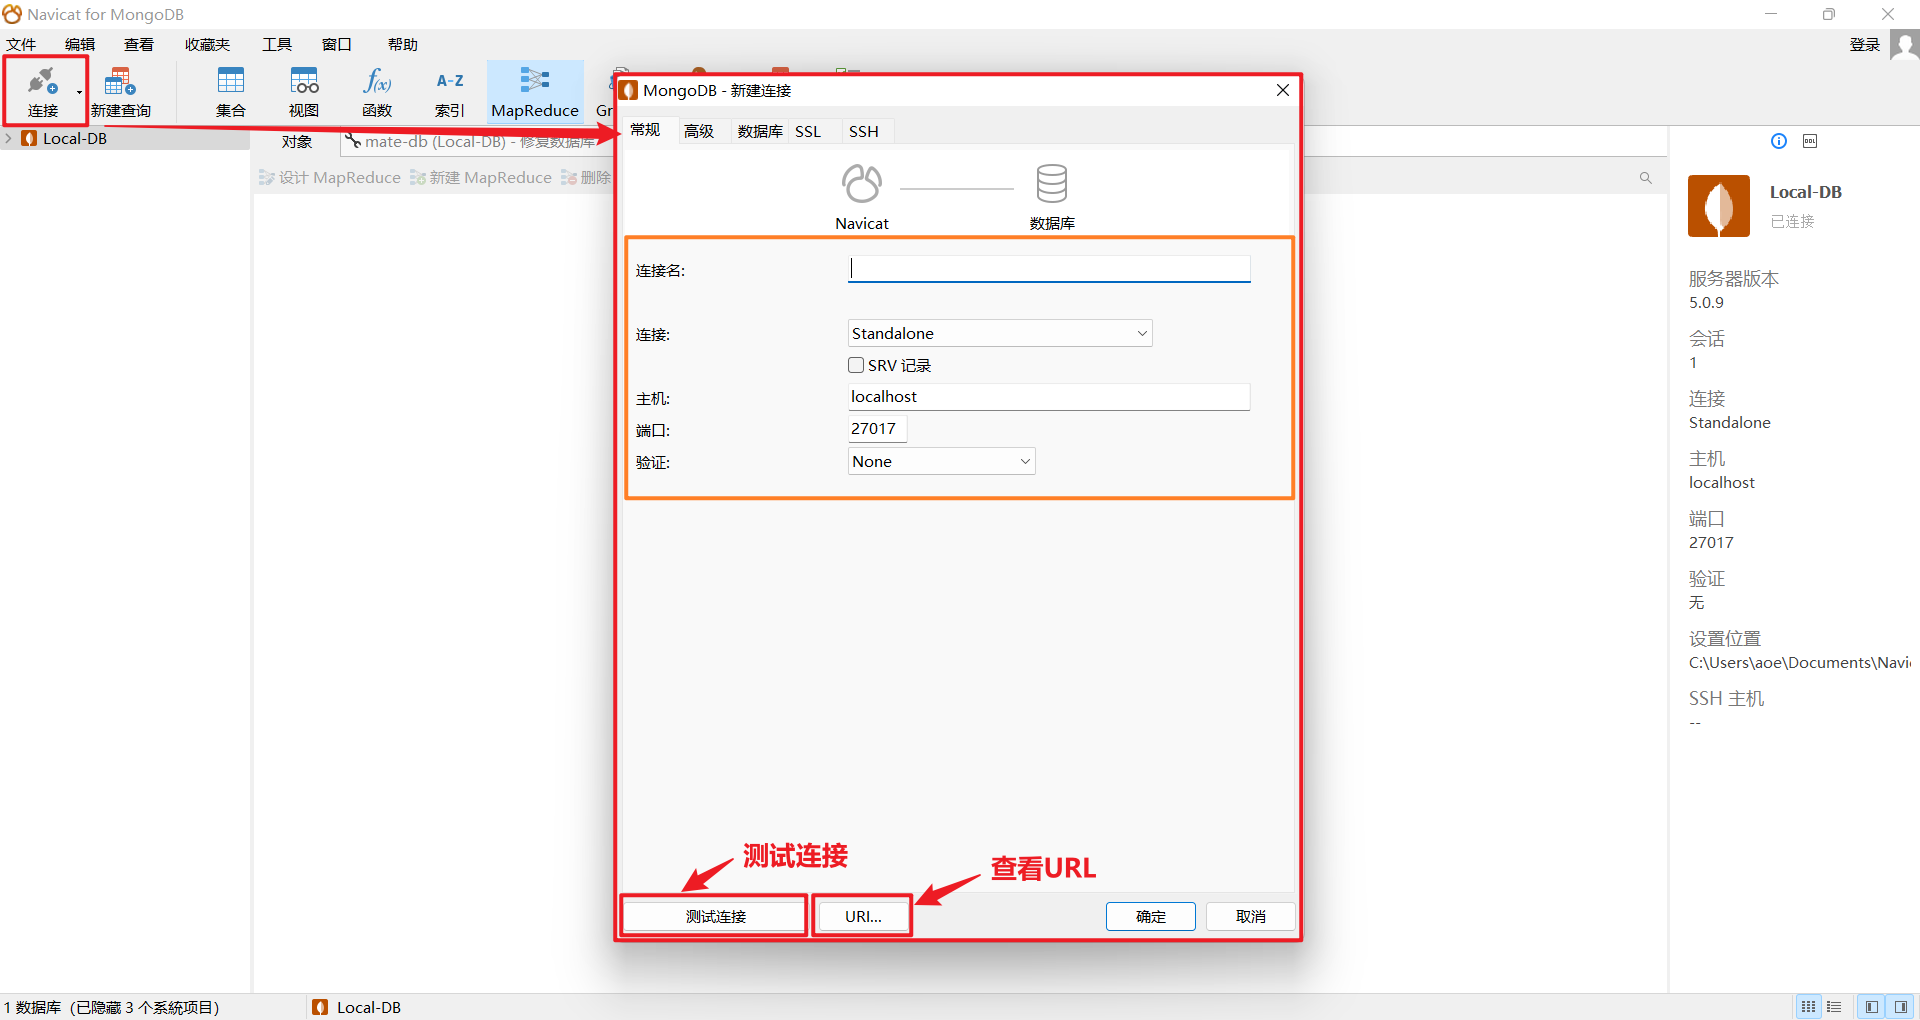 Navicat for MongoDB
文件 编辑 查看 收藏夹 工具 窗口 帮助 登录
连接 新建查询 集合 视图 函数 A-Z 索引 MapReduce
f(x)
Local-DB
对象 mate-db (Local-DB) - 修复数据库
设计 MapReduce 新建 MapReduce 删除
MongoDB - 新建连接
常规 高级 数据库 SSL SSH
Navicat 数据库
连接名:
连接: Standalone
SRV 记录
主机: localhost
端口: 27017
验证: None
测试连接
查看URL
测试连接 URI... 确定 取消
DDL
Local-DB
已连接
服务器版本
5.0.9
会话
1
连接
Standalone
主机
localhost
端口
27017
验证
无
设置位置
C:\Users\aoe\Documents\Navi
SSH 主机
--
1 数据库（已隐藏 3 个系統项目） Local-DB